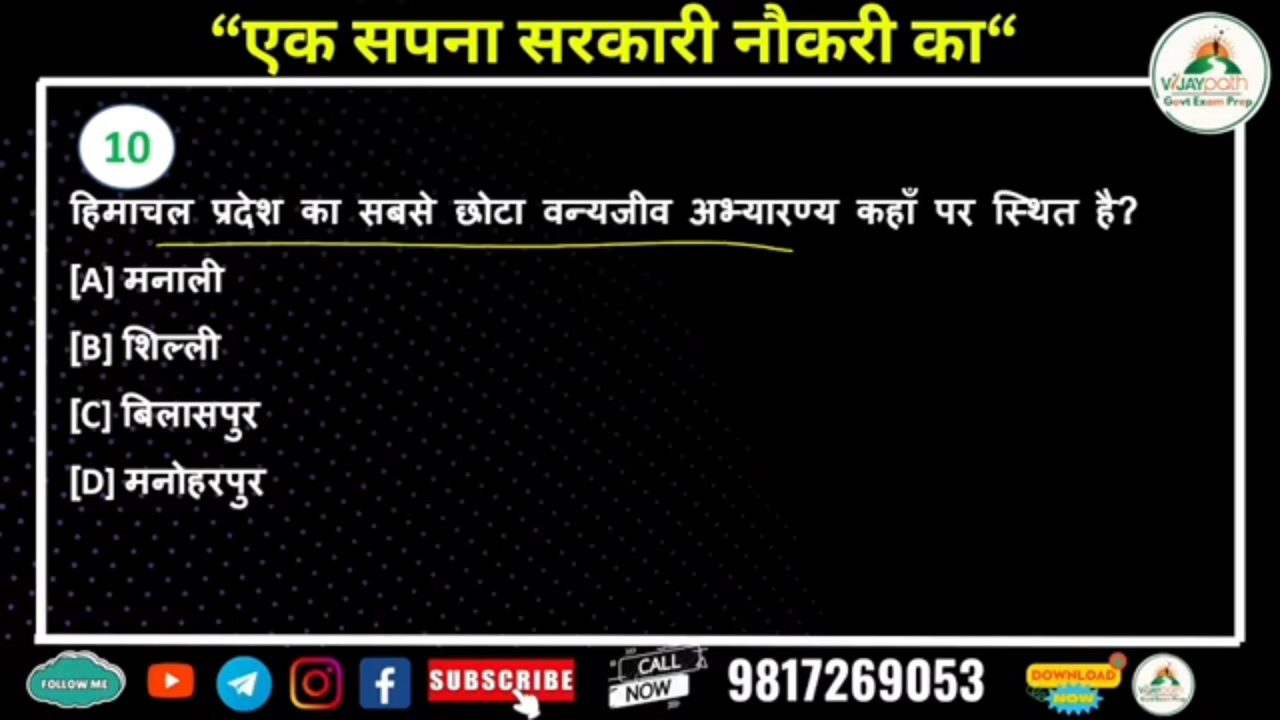 “एक सपना सरकारी नौकरी का“
VIJAYpath
Govt Exam Prep
10
हिमाचल प्रदेश का सबसे छोटा वन्यजीव अभ्यारण्य कहाँ पर स्थित है?
[A] मनाली
[B] शिल्ली
[C] बिलासपुर
[D] मनोहरपुर
FOLLOW ME
SUBSCRIBE
CALL
NOW
9817269053
DOWNLOAD
NOW